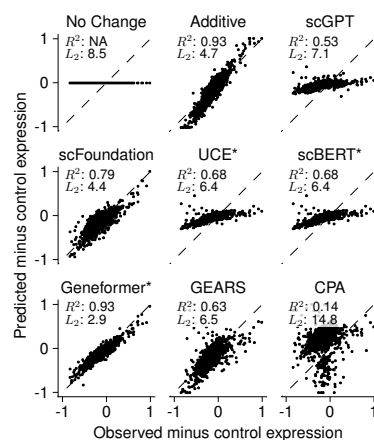 No Change Additive scGPT
R²: NA R²: 0.93 R²: 0.53
L₂: 8.5 L₂: 4.7 L₂: 7.1
1
0
-1
scFoundation UCE* scBERT*
R²: 0.79 R²: 0.68 R²: 0.68
L₂: 4.4 L₂: 6.4 L₂: 6.4
1
0
-1
Predicted minus control expression
Geneformer* GEARS CPA
R²: 0.93 R²: 0.63 R²: 0.14
L₂: 2.9 L₂: 6.5 L₂: 14.8
1
0
-1
-1 0 1 -1 0 1 -1 0 1
Observed minus control expression